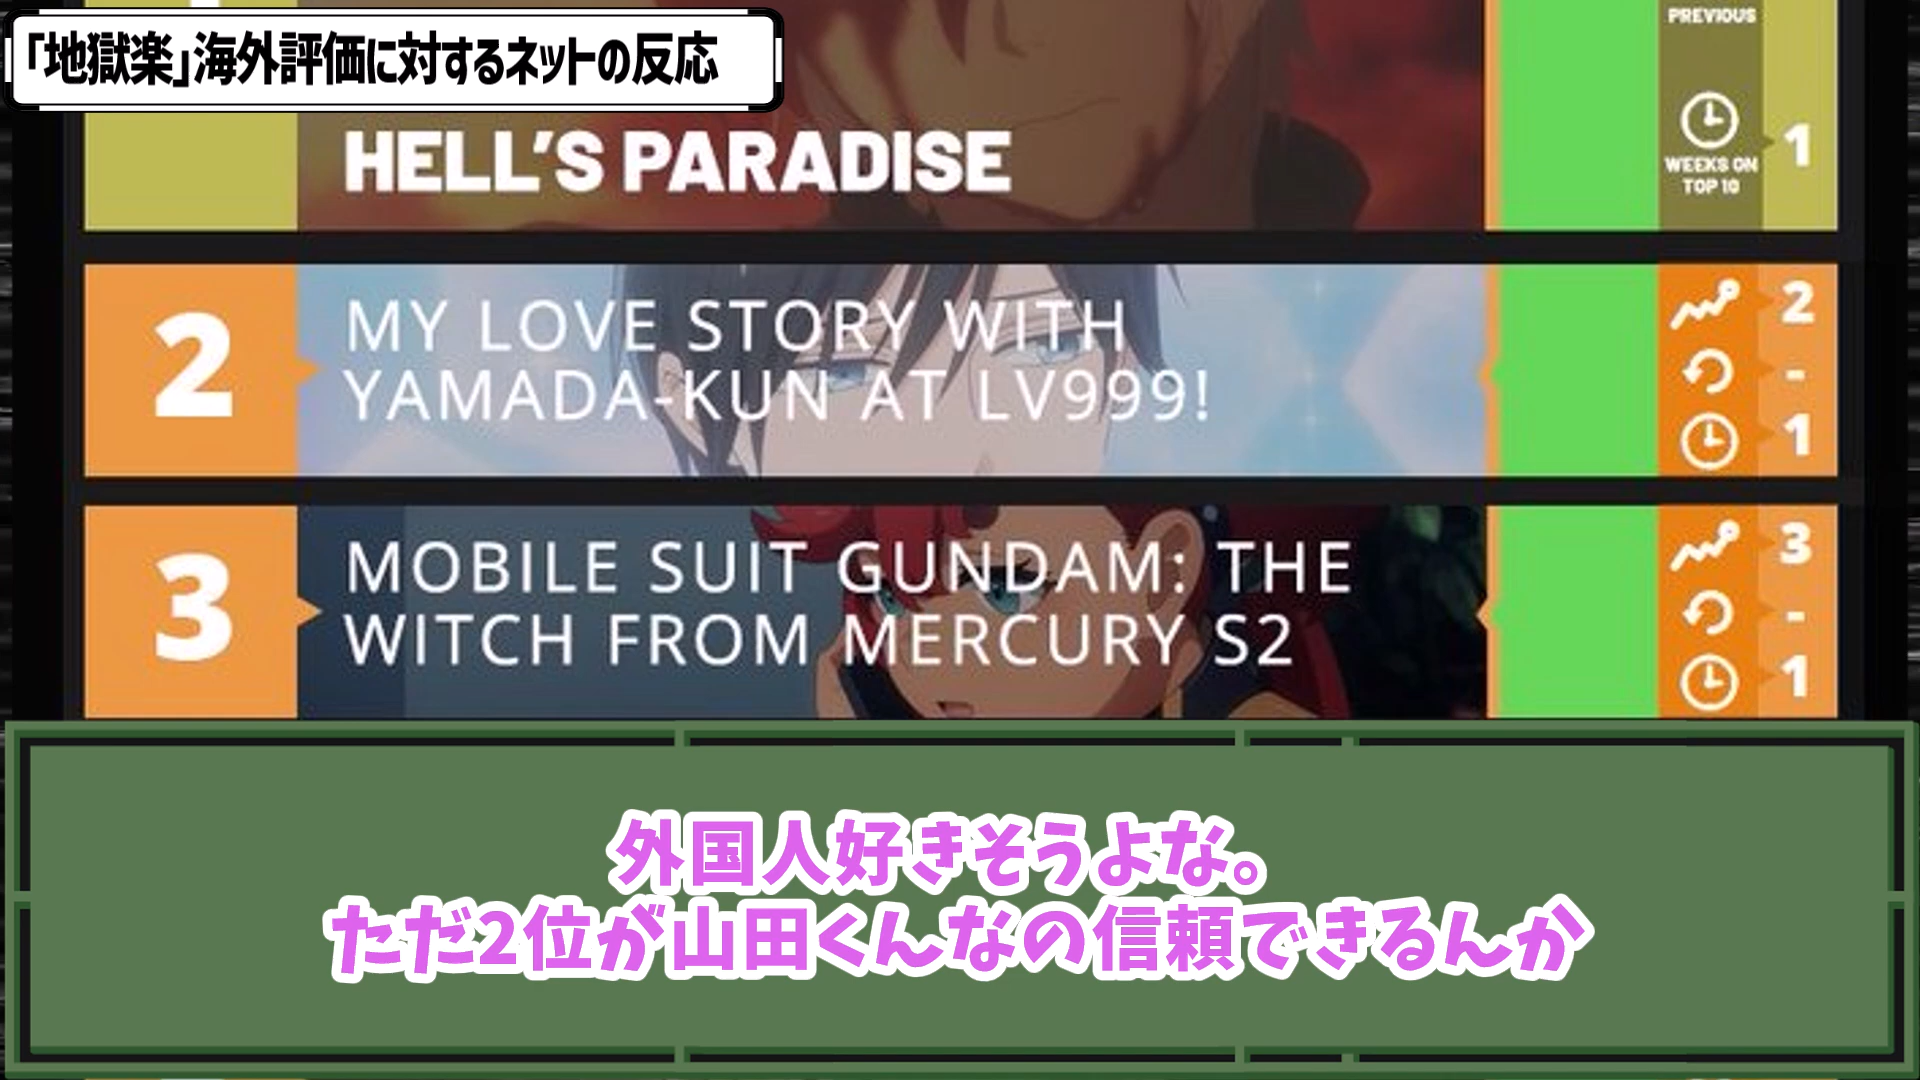 「地獄楽」海外評価に対するネットの反応
PREVIOUS
HELL'S PARADISE
WEEKS ON
TOP 10
1
2
MY LOVE STORY WITH
YAMADA-KUN AT LV999!
2
-
1
3
MOBILE SUIT GUNDAM: THE
WITCH FROM MERCURY S2
3
-
1
外国人好きそうよな。
ただ2位が山田くんなの信頼できるんか